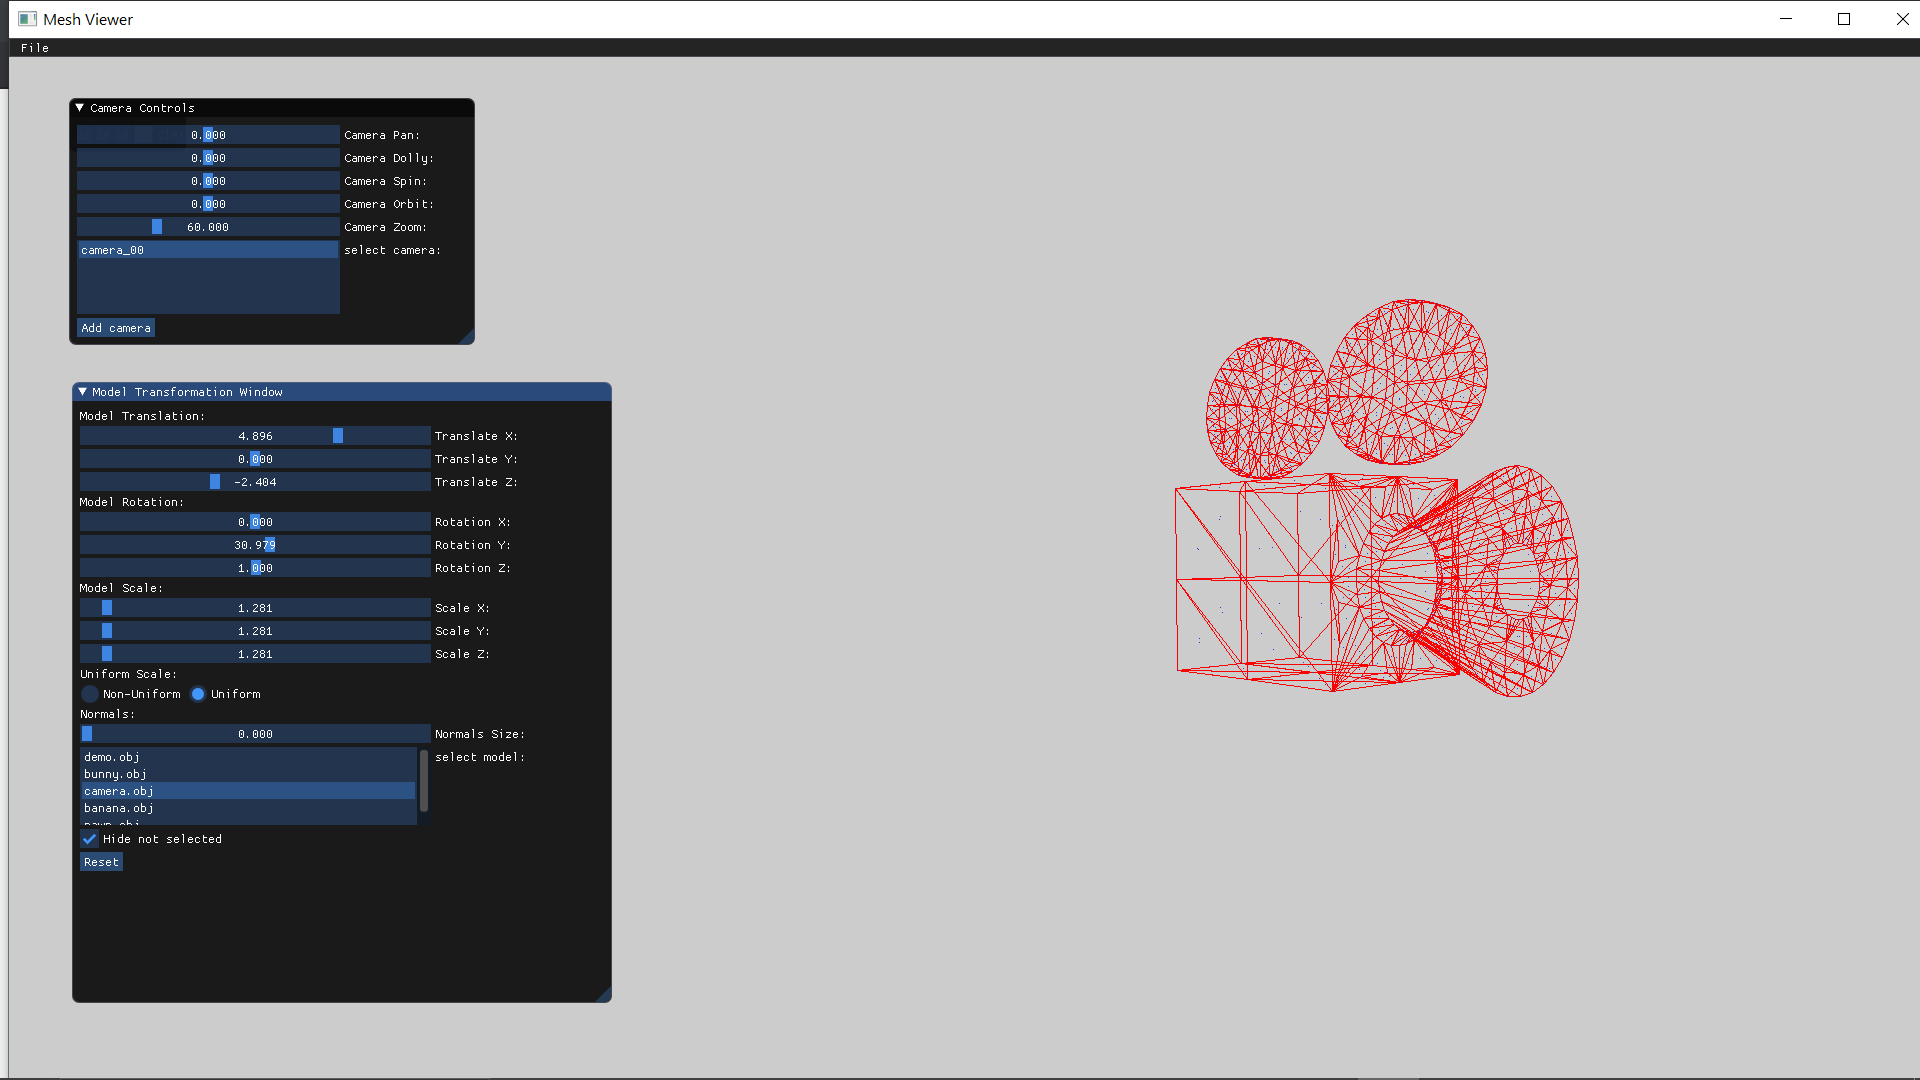 Mesh Viewer
File
Camera Controls
0.000 Camera Pan:
0.000 Camera Dolly:
0.000 Camera Spin:
0.000 Camera Orbit:
60.000 Camera Zoom:
camera_00 select camera:
Add camera
Model Transformation Window
Model Translation:
4.896 Translate X:
0.000 Translate Y:
-2.404 Translate Z:
Model Rotation:
0.000 Rotation X:
30.979 Rotation Y:
1.000 Rotation Z:
Model Scale:
1.281 Scale X:
1.281 Scale Y:
1.281 Scale Z:
Uniform Scale:
Non-Uniform Uniform
Normals:
0.000 Normals Size:
demo.obj select model:
bunny.obj
camera.obj
banana.obj
Hide not selected
Reset